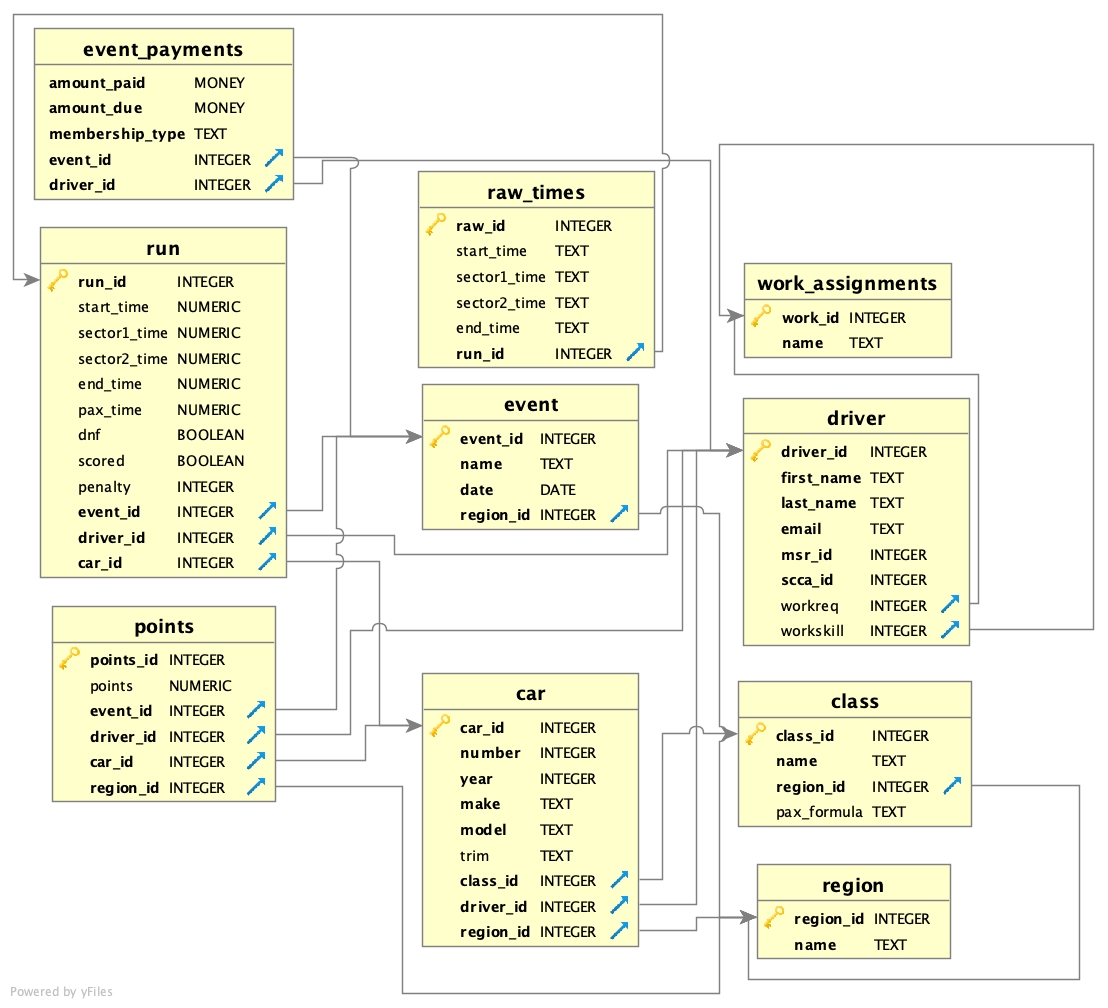 event_payments
amount_paid MONEY
amount_due MONEY
membership_type TEXT
event_id INTEGER
driver_id INTEGER
raw_times
raw_id INTEGER
start_time TEXT
sector1_time TEXT
sector2_time TEXT
end_time TEXT
run_id INTEGER
run
run_id INTEGER
start_time NUMERIC
sector1_time NUMERIC
sector2_time NUMERIC
end_time NUMERIC
pax_time NUMERIC
dnf BOOLEAN
scored BOOLEAN
penalty INTEGER
event_id INTEGER
driver_id INTEGER
car_id INTEGER
work_assignments
work_id INTEGER
name TEXT
event
event_id INTEGER
name TEXT
date DATE
region_id INTEGER
driver
driver_id INTEGER
first_name TEXT
last_name TEXT
email TEXT
msr_id INTEGER
scca_id INTEGER
workreq INTEGER
workskill INTEGER
points
points_id INTEGER
points NUMERIC
event_id INTEGER
driver_id INTEGER
car_id INTEGER
region_id INTEGER
car
car_id INTEGER
number INTEGER
year INTEGER
make TEXT
model TEXT
trim TEXT
class_id INTEGER
driver_id INTEGER
region_id INTEGER
class
class_id INTEGER
name TEXT
region_id INTEGER
pax_formula TEXT
region
region_id INTEGER
name TEXT
Powered by yFiles